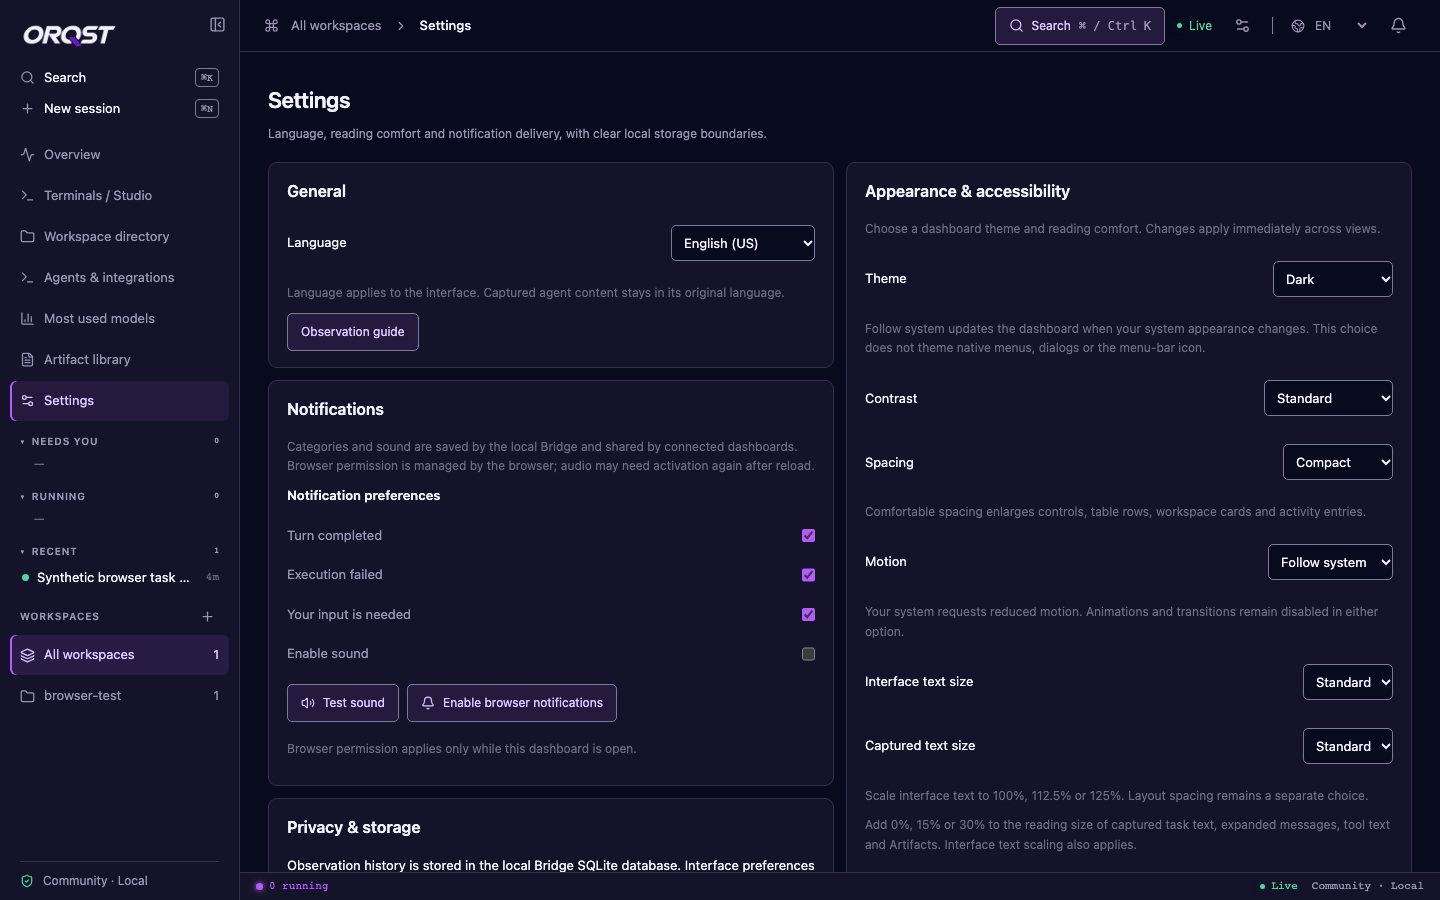 ORQST
Search ⌘K
New session ⌘N
Overview
Terminals / Studio
Workspace directory
Agents & integrations
Most used models
Artifact library
Settings
NEEDS YOU 0
—
RUNNING 0
—
RECENT 1
Synthetic browser task ... 4m
WORKSPACES
All workspaces 1
browser-test 1
Community · Local
All workspaces > Settings
Search ⌘ / Ctrl K
Live
EN
Settings
Language, reading comfort and notification delivery, with clear local storage boundaries.
General
Language English (US)
Language applies to the interface. Captured agent content stays in its original language.
Observation guide
Notifications
Categories and sound are saved by the local Bridge and shared by connected dashboards.
Browser permission is managed by the browser; audio may need activation again after reload.
Notification preferences
Turn completed
Execution failed
Your input is needed
Enable sound
Test sound
Enable browser notifications
Browser permission applies only while this dashboard is open.
Privacy & storage
Observation history is stored in the local Bridge SQLite database. Interface preferences
Appearance & accessibility
Choose a dashboard theme and reading comfort. Changes apply immediately across views.
Theme Dark
Follow system updates the dashboard when your system appearance changes. This choice
does not theme native menus, dialogs or the menu-bar icon.
Contrast Standard
Spacing Compact
Comfortable spacing enlarges controls, table rows, workspace cards and activity entries.
Motion Follow system
Your system requests reduced motion. Animations and transitions remain disabled in either
option.
Interface text size Standard
Captured text size Standard
Scale interface text to 100%, 112.5% or 125%. Layout spacing remains a separate choice.
Add 0%, 15% or 30% to the reading size of captured task text, expanded messages, tool text
and Artifacts. Interface text scaling also applies.
0 running
Live Community · Local